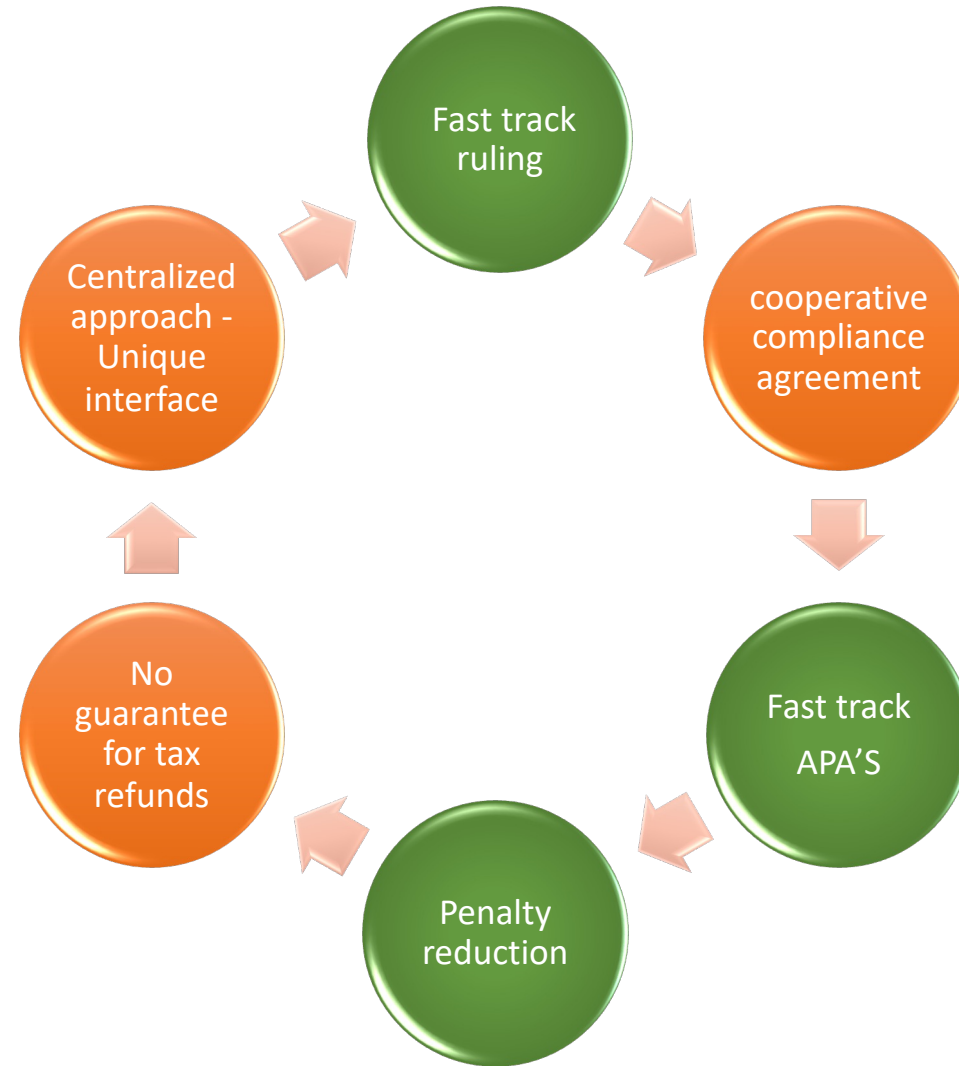 Fast track
ruling
cooperative
compliance
agreement
Fast track
APA’S
Penalty
reduction
No
guarantee
for tax
refunds
Centralized
approach -
Unique
interface